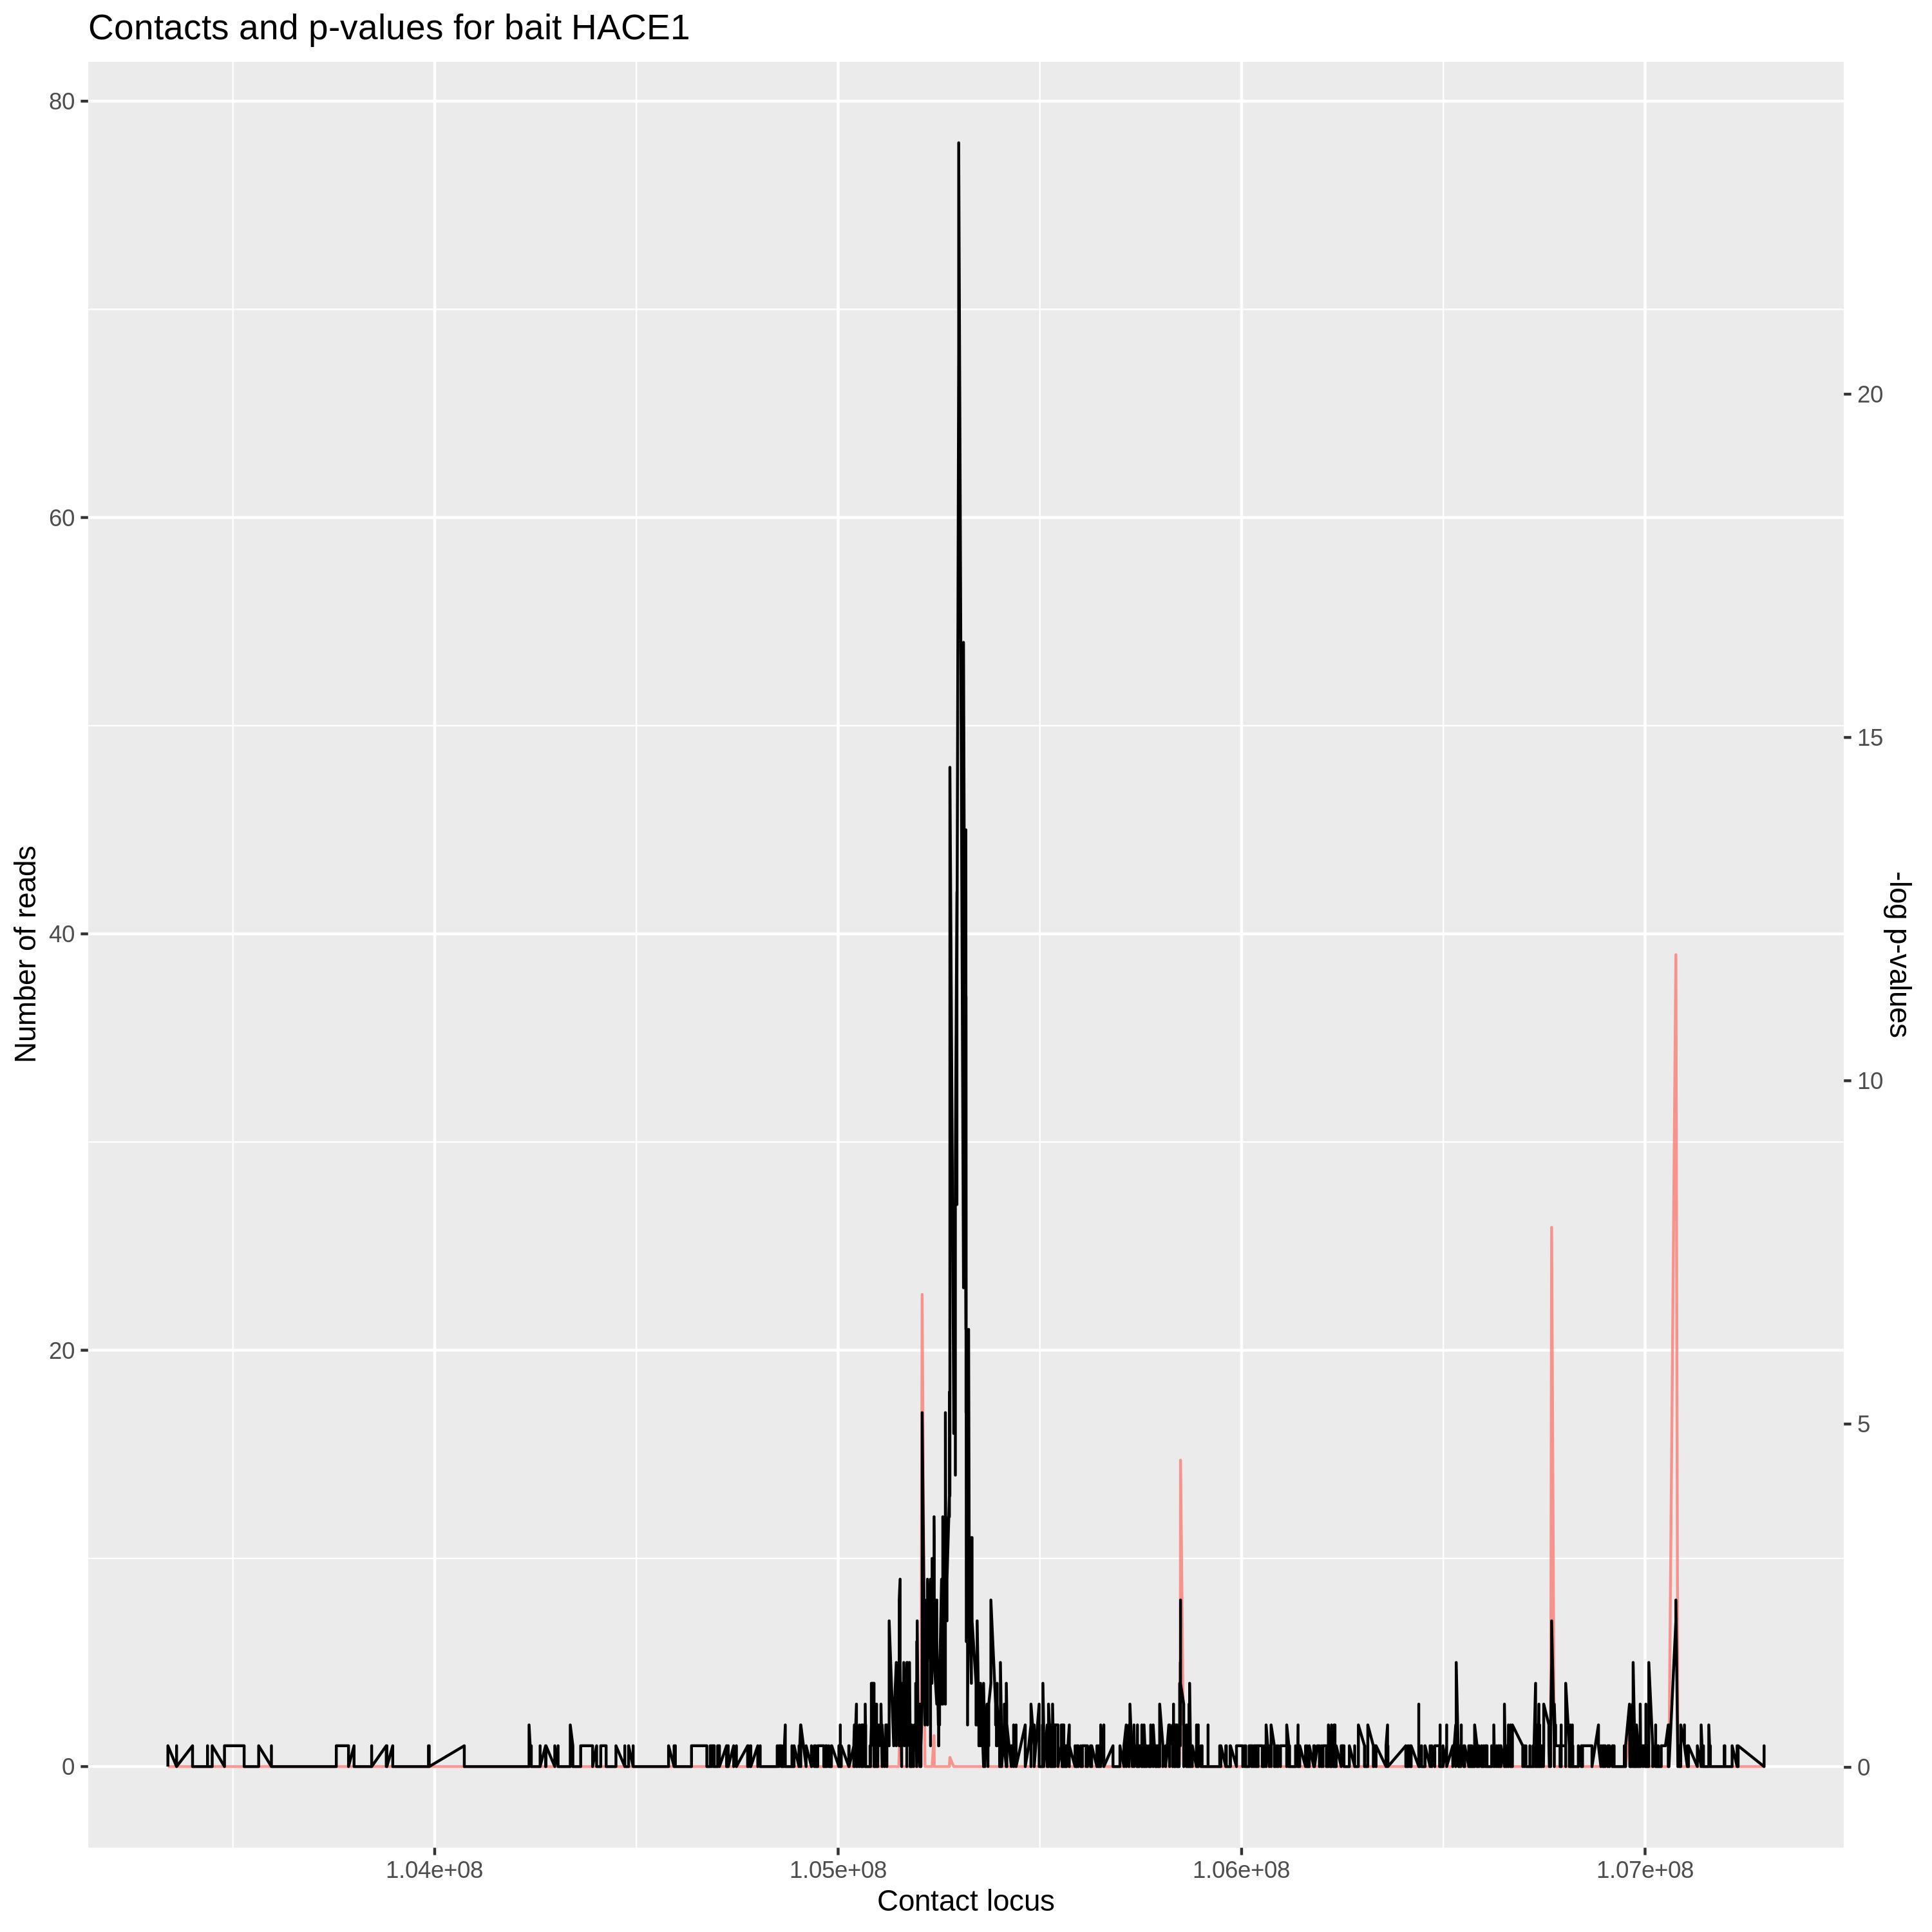 Contacts and p-values for bait HACE1
80
60
40
20
0
Number of reads
20
15
10
5
0
-log p-values
1.04e+08
1.05e+08
1.06e+08
1.07e+08
Contact locus